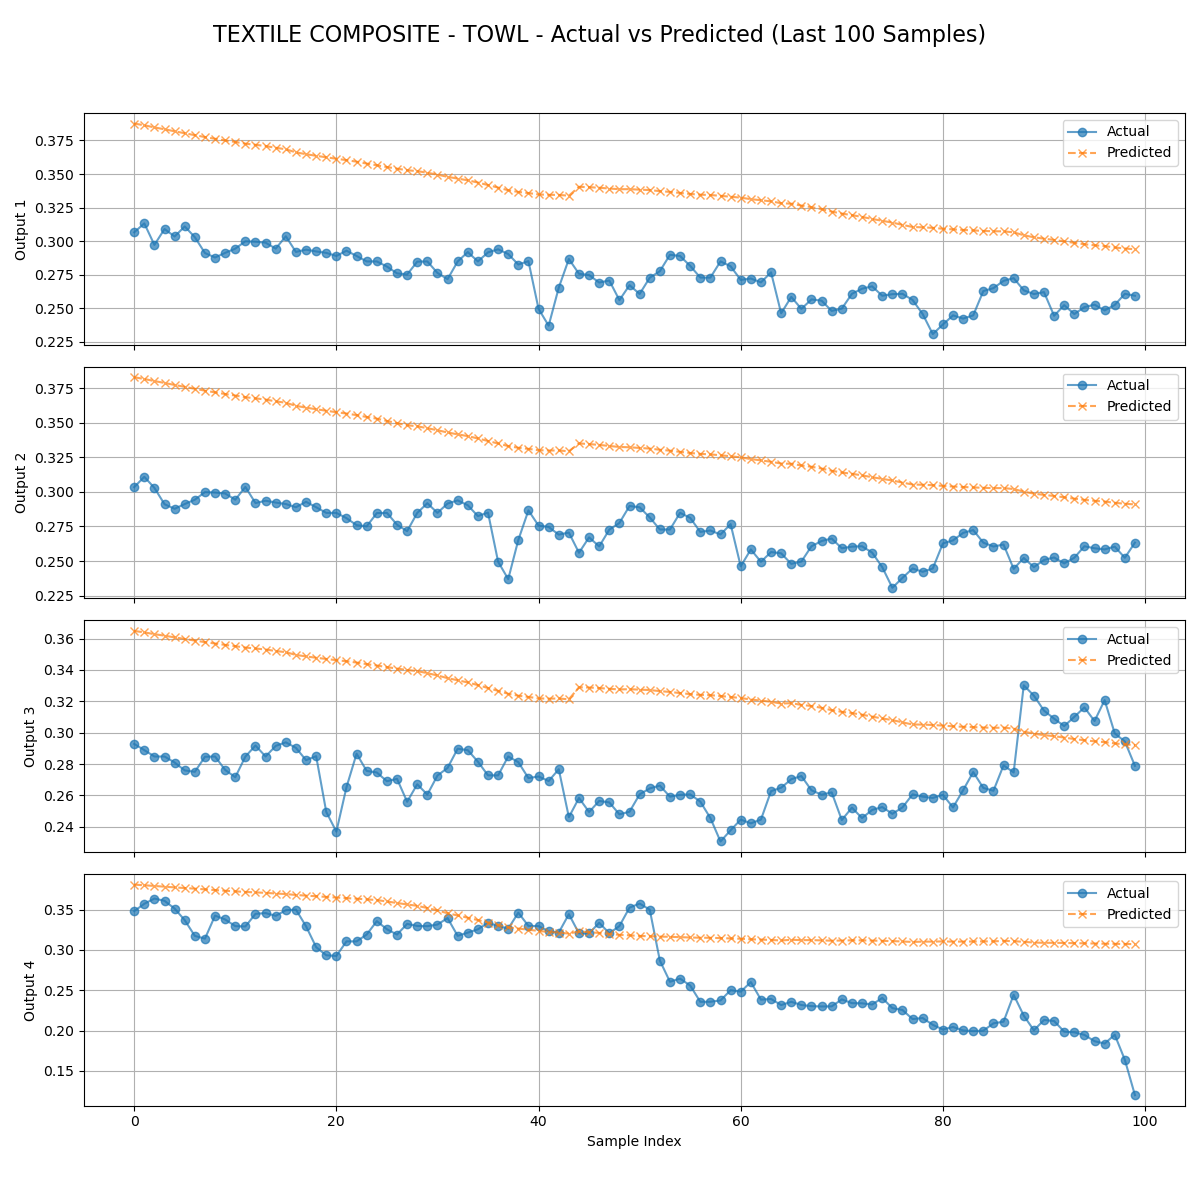 TEXTILE COMPOSITE - TOWL - Actual vs Predicted (Last 100 Samples)
Output 1
0.375
0.350
0.325
0.300
0.275
0.250
0.225
Actual
Predicted
Output 2
0.375
0.350
0.325
0.300
0.275
0.250
0.225
Actual
Predicted
Output 3
0.36
0.34
0.32
0.30
0.28
0.26
0.24
Actual
Predicted
Output 4
0.35
0.30
0.25
0.20
0.15
Actual
Predicted
0 20 40 60 80 100
Sample Index